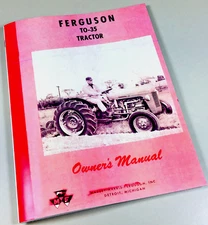 FERGUSON
TO-35
TRACTOR
Owner's Manual
DETROIT, MICHIGAN